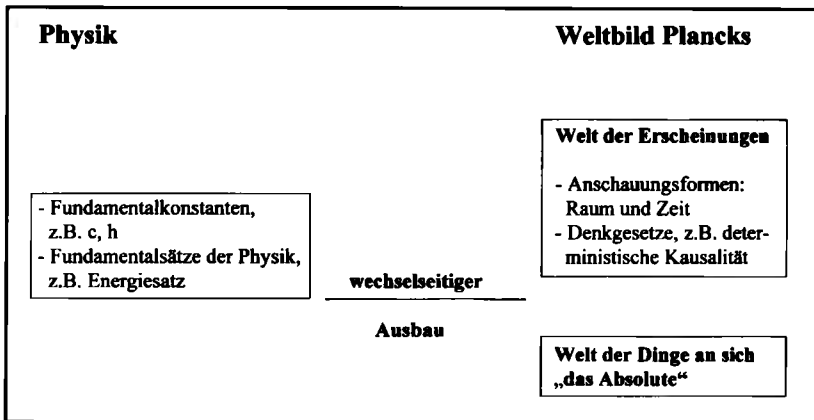 Physik
Weltbild Plancks
Welt der Erscheinungen
- Anschauungsformen:
Raum und Zeit
- Denkgesetze, z.B. deter-
ministische Kausalität
- Fundamentalkonstanten,
z.B. c, h
- Fundamentalsätze der Physik,
z.B. Energiesatz
wechselseitiger
Ausbau
Welt der Dinge an sich
„das Absolute“